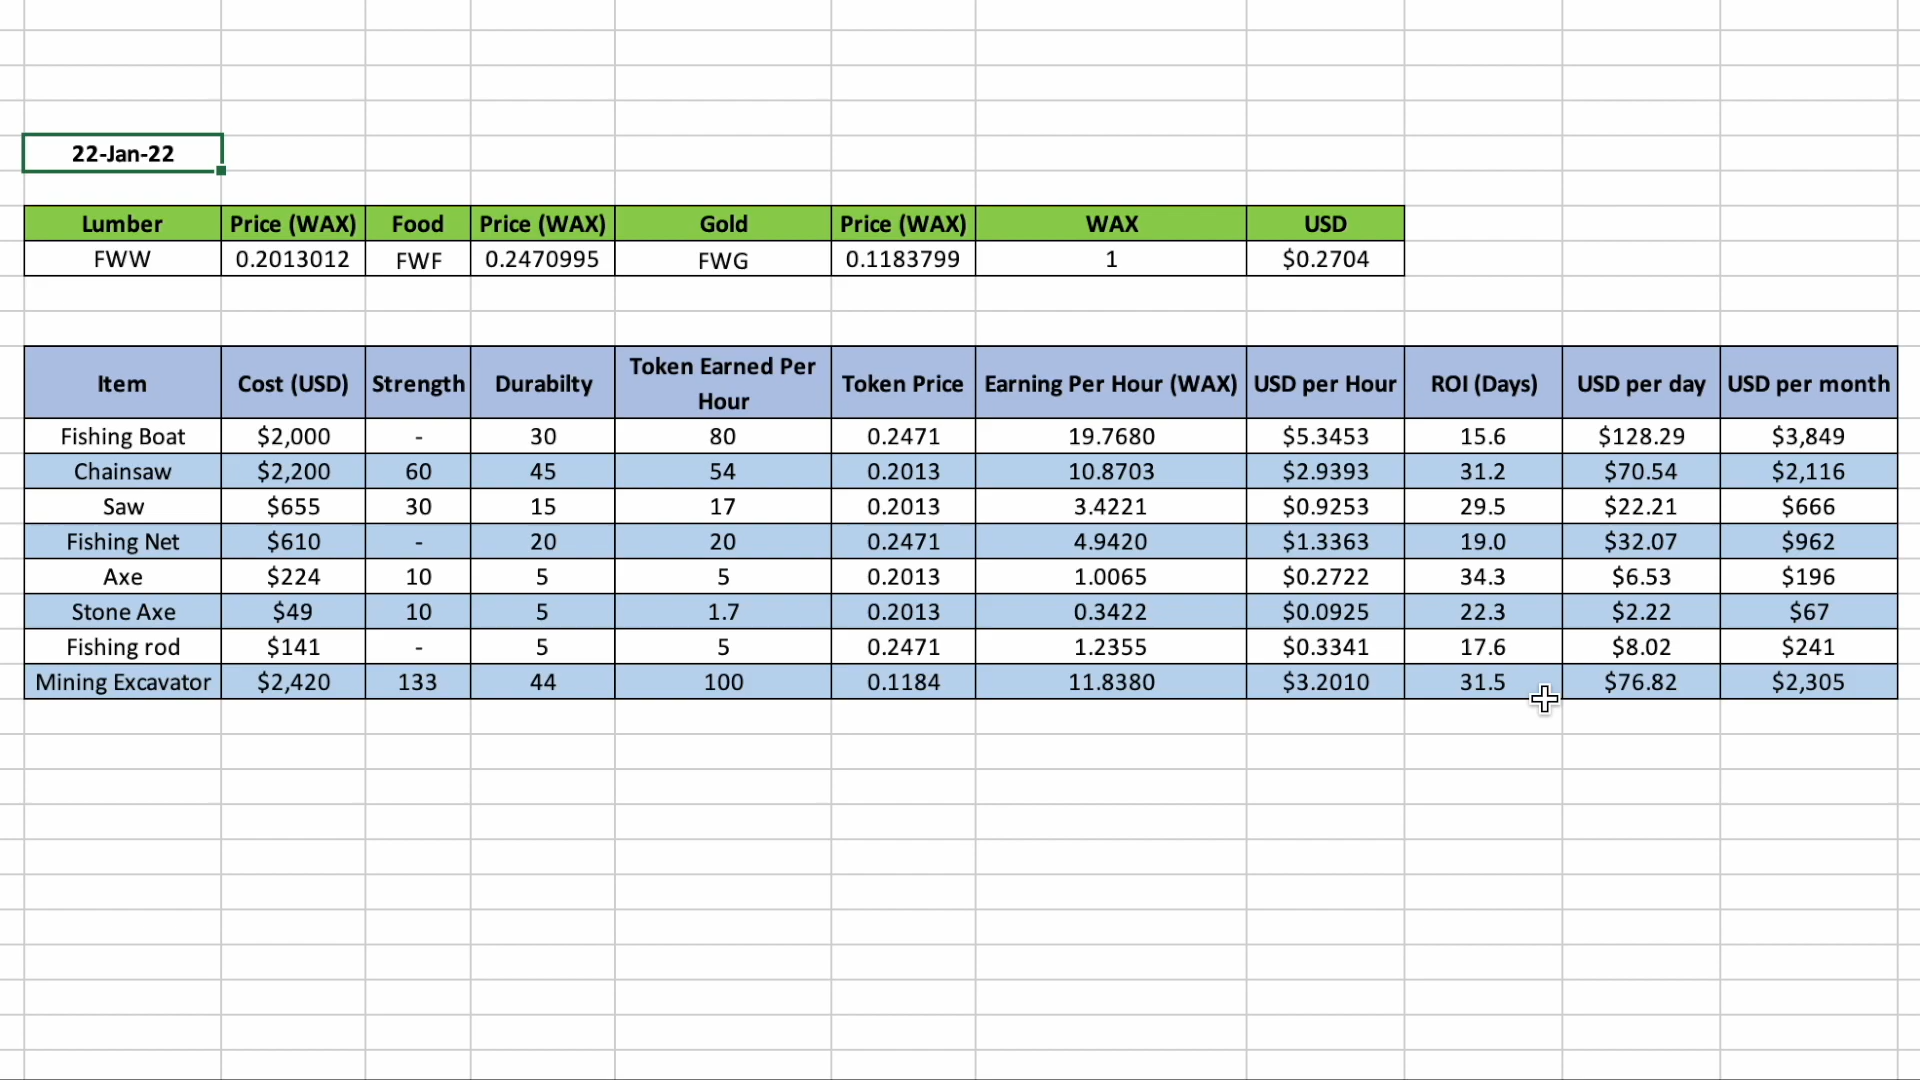 22-Jan-22
Lumber Price (WAX) Food Price (WAX) Gold Price (WAX) WAX USD
FWW 0.2013012 FWF 0.2470995 FWG 0.1183799 1 $0.2704
Item Cost (USD) Strength Durabilty Token Earned Per Hour Token Price Earning Per Hour (WAX) USD per Hour ROI (Days) USD per day USD per month
Fishing Boat $2,000 - 30 80 0.2471 19.7680 $5.3453 15.6 $128.29 $3,849
Chainsaw $2,200 60 45 54 0.2013 10.8703 $2.9393 31.2 $70.54 $2,116
Saw $655 30 15 17 0.2013 3.4221 $0.9253 29.5 $22.21 $666
Fishing Net $610 - 20 20 0.2471 4.9420 $1.3363 19.0 $32.07 $962
Axe $224 10 5 5 0.2013 1.0065 $0.2722 34.3 $6.53 $196
Stone Axe $49 10 5 1.7 0.2013 0.3422 $0.0925 22.3 $2.22 $67
Fishing rod $141 - 5 5 0.2471 1.2355 $0.3341 17.6 $8.02 $241
Mining Excavator $2,420 133 44 100 0.1184 11.8380 $3.2010 31.5 $76.82 $2,305